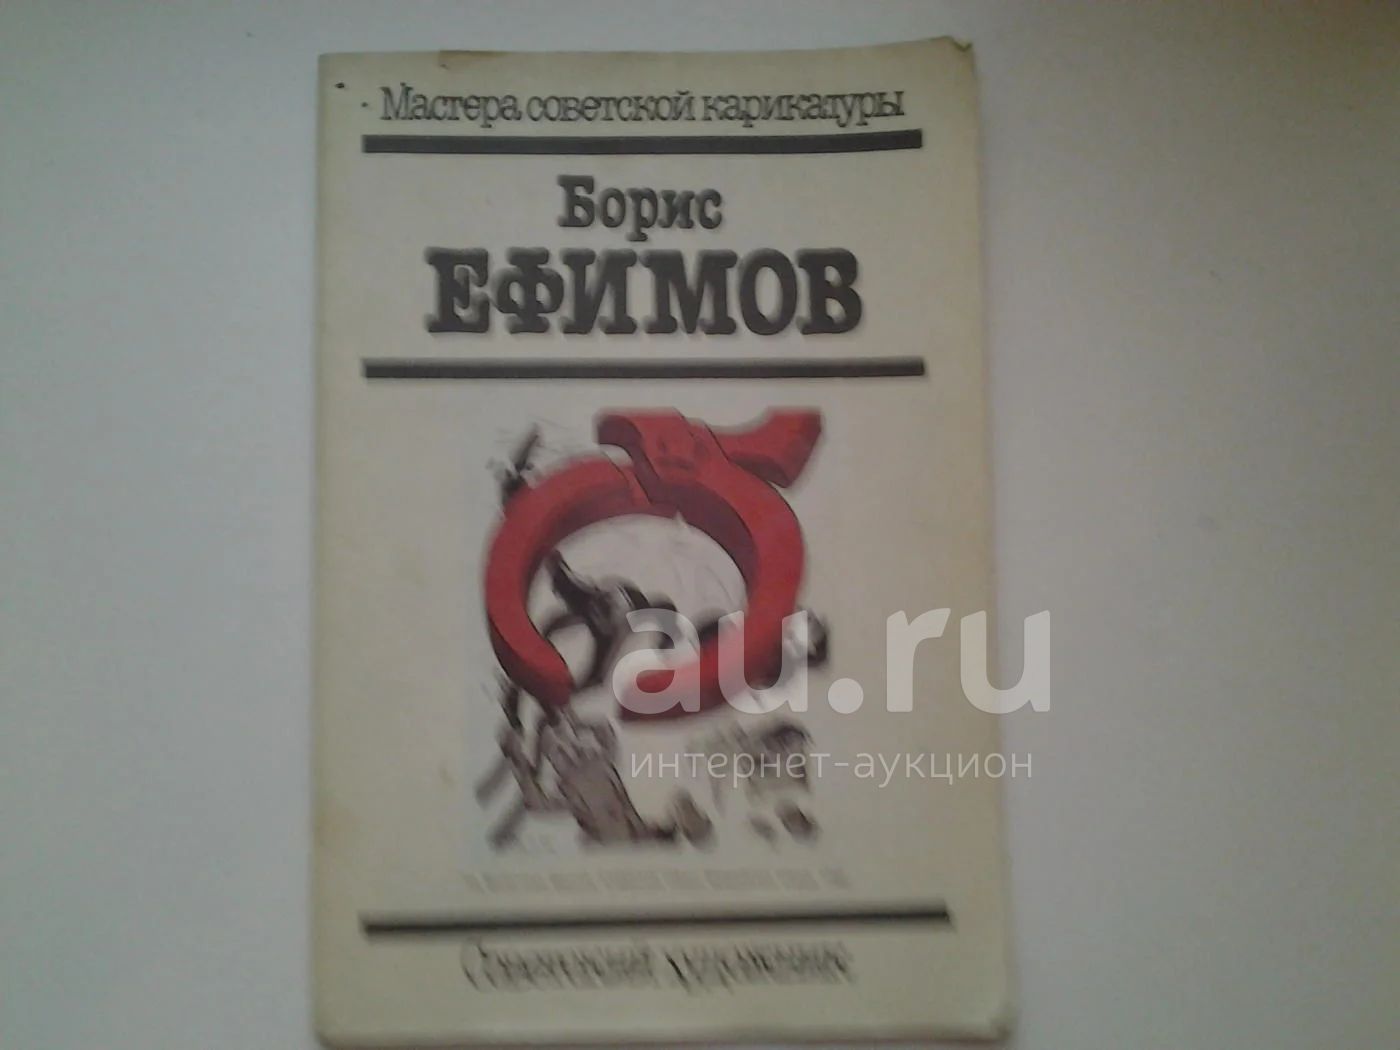 Мастера советской карикатуры
Борис
ЕФИМОВ
au.ru
интернет-аукцион
Советский художник